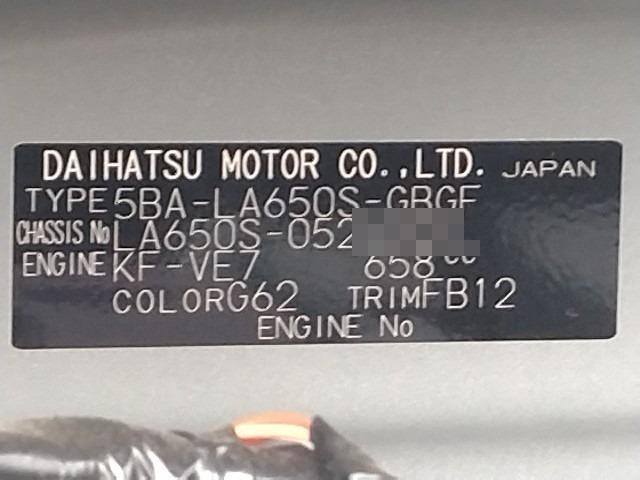 DAIHATSU MOTOR CO.,LTD. JAPAN
TYPE 5BA-LA650S-GBGF
CHASSIS No LA650S-052
ENGINE KF-VE7 658 cc
COLOR G62 TRIM FB12
ENGINE No